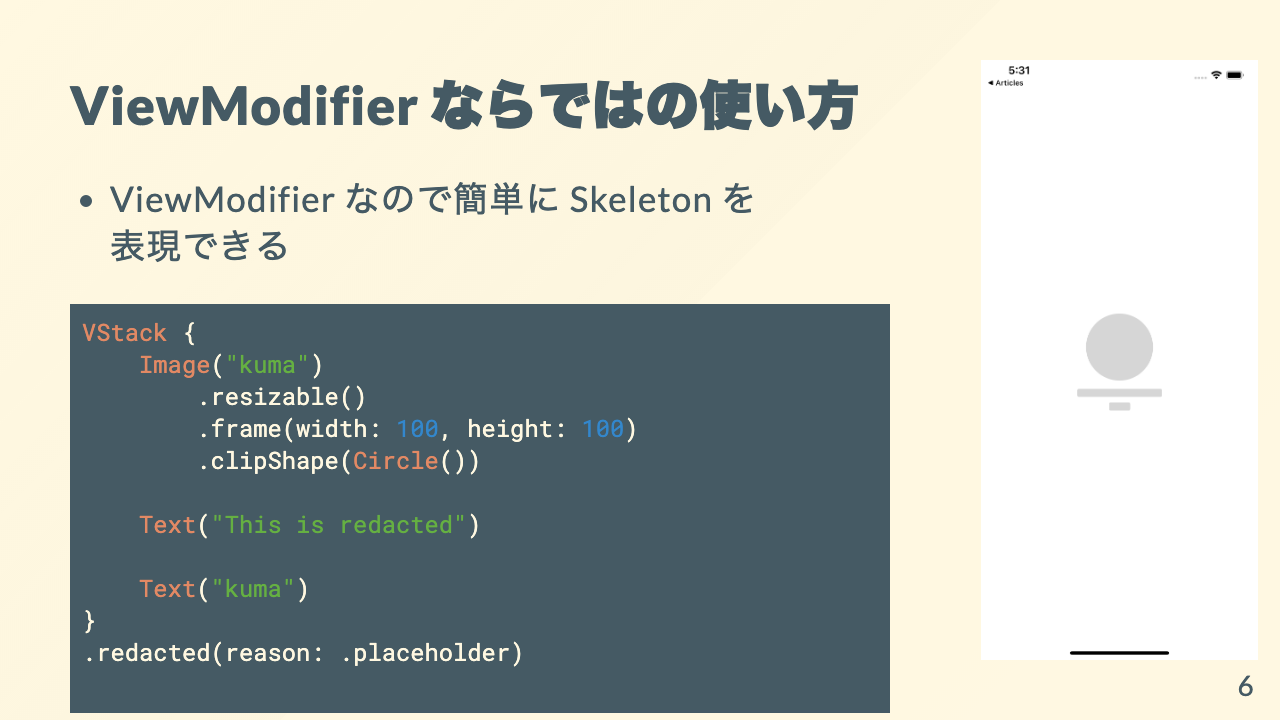 ViewModifier ならではの使い方
ViewModifier なので簡単に Skeleton を
表現できる
VStack {
    Image("kuma")
        .resizable()
        .frame(width: 100, height: 100)
        .clipShape(Circle())
    Text("This is redacted")
    Text("kuma")
}
.redacted(reason: .placeholder)
5:31
◀ Articles
6